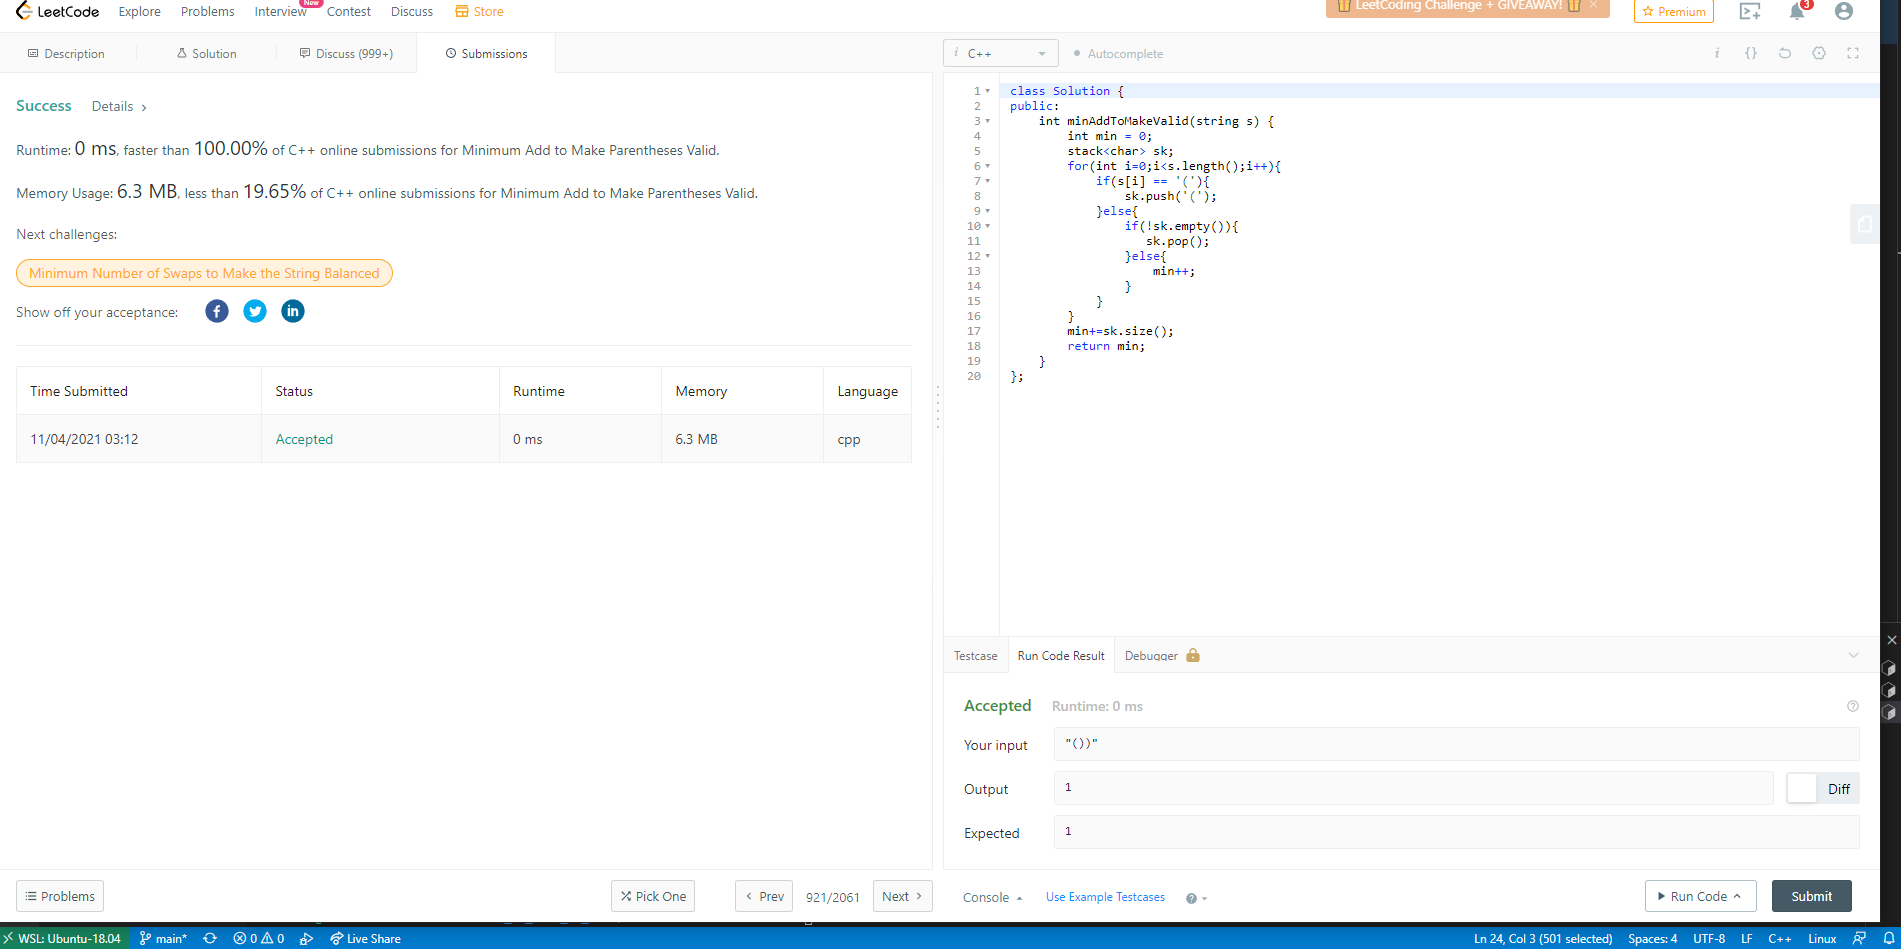 LeetCode Explore Problems Interview New Contest Discuss Store
LeetCoding Challenge + GIVEAWAY! ×
Premium 3
Description Solution Discuss (999+) Submissions
i C++ Autocomplete
i {}
Success Details >
Runtime: 0 ms, faster than 100.00% of C++ online submissions for Minimum Add to Make Parentheses Valid.
Memory Usage: 6.3 MB, less than 19.65% of C++ online submissions for Minimum Add to Make Parentheses Valid.
Next challenges:
Minimum Number of Swaps to Make the String Balanced
Show off your acceptance: f in
Time Submitted Status Runtime Memory Language
11/04/2021 03:12 Accepted 0 ms 6.3 MB cpp
1 class Solution {
2 public:
3     int minAddToMakeValid(string s) {
4         int min = 0;
5         stack<char> sk;
6         for(int i=0;i<s.length();i++){
7             if(s[i] == '('){
8                 sk.push('(');
9             }else{
10                 if(!sk.empty()){
11                    sk.pop();
12                 }else{
13                     min++;
14                 }
15             }
16         }
17         min+=sk.size();
18         return min;
19     }
20 };
Testcase Run Code Result Debugger
Accepted Runtime: 0 ms
Your input "())"
Output 1 Diff
Expected 1
Problems Pick One < Prev 921/2061 Next >
Console Use Example Testcases ? Run Code Submit
WSL: Ubuntu-18.04 main* 0 0 Live Share
Ln 24, Col 3 (501 selected) Spaces: 4 UTF-8 LF C++ Linux